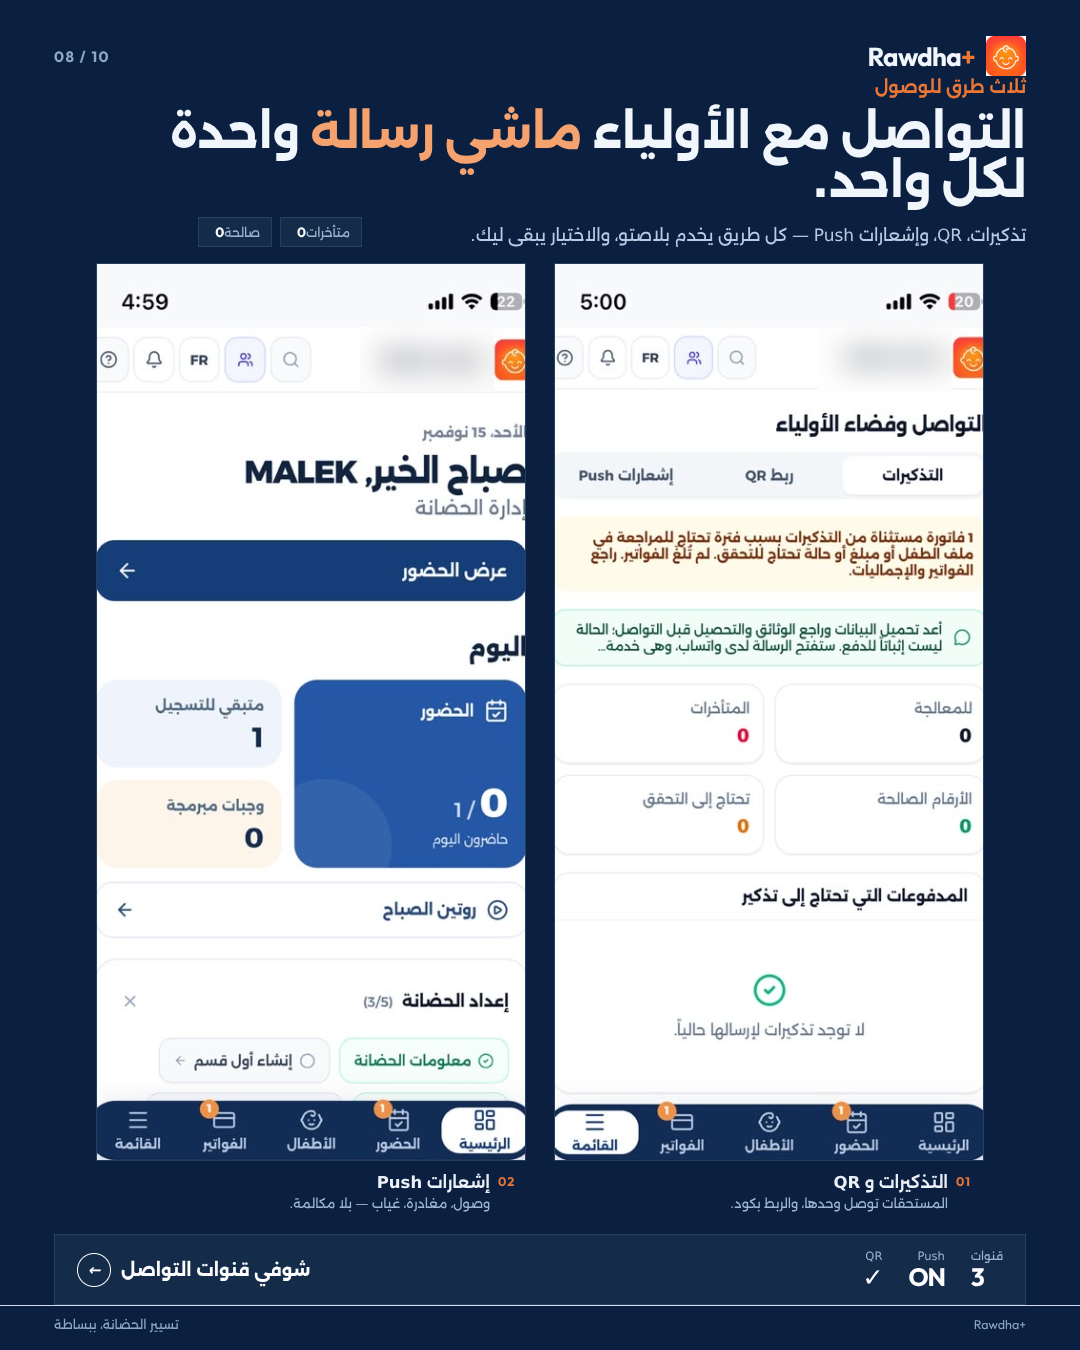 08 / 10
Rawdha+
ثلاث طرق للوصول
التواصل مع الأولياء ماشي رسالة واحدة
لكل واحد.
تذكيرات، QR، وإشعارات Push — كل طريق يخدم بلاصتو، والاختيار يبقى ليك.
متأخرات0
صالحة0
5:00
20
FR
التواصل وفضاء الأولياء
التذكيرات
ربط QR
إشعارات Push
1 فاتورة مستثناة من التذكيرات بسبب فترة تحتاج للمراجعة في
ملف الطفل أو مبلغ أو حالة تحتاج للتحقق. لم تُلغَ الفواتير. راجع
الفواتير والإجماليات.
أعد تحميل البيانات وراجع الوثائق والتحصيل قبل التواصل؛ الحالة
ليست إثباتاً للدفع. ستفتح الرسالة لدى واتساب، وهي خدمة...
للمعالجة
0
المتأخرات
0
الأرقام الصالحة
0
تحتاج إلى التحقق
0
المدفوعات التي تحتاج إلى تذكير
لا توجد تذكيرات لإرسالها حالياً.
الرئيسية
1
الحضور
الأطفال
1
الفواتير
القائمة
01 التذكيرات و QR
المستحقات توصل وحدها، والربط بكود.
4:59
22
FR
الأحد، 15 نوفمبر
صباح الخير, MALEK
إدارة الحضانة
عرض الحضور
اليوم
الحضور
0 / 1
حاضرون اليوم
متبقي للتسجيل
1
وجبات مبرمجة
0
روتين الصباح
إعداد الحضانة (3/5)
معلومات الحضانة
إنشاء أول قسم
الرئيسية
1
الحضور
الأطفال
1
الفواتير
القائمة
02 إشعارات Push
وصول، مغادرة، غياب — بلا مكالمة.
قنوات
3
Push
ON
QR
✓
شوفي قنوات التواصل
Rawdha+
تسيير الحضانة، ببساطة